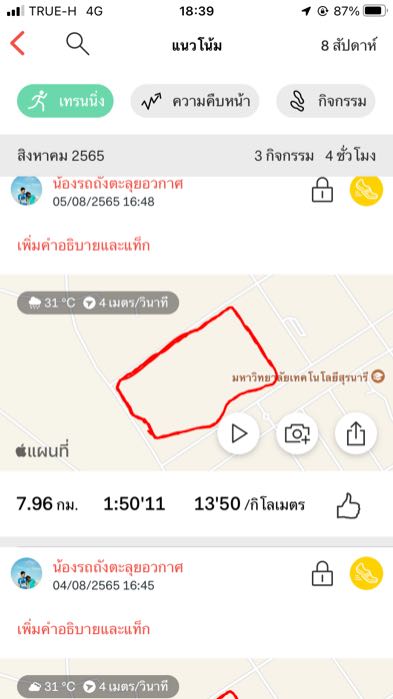 TRUE-H 4G 18:39 87%
แนวโน้ม 8 สัปดาห์
เทรนนิ่ง ความคืบหน้า กิจกรรม
สิงหาคม 2565 3 กิจกรรม 4 ชั่วโมง
น้องรถถังตะลุยอวกาศ
05/08/2565 16:48
เพิ่มคำอธิบายและแท็ก
31 °C 4 เมตร/วินาที
มหาวิทยาลัยเทคโนโลยีสุรนารี
แผนที่
7.96 กม. 1:50'11 13'50 /กิโลเมตร
น้องรถถังตะลุยอวกาศ
04/08/2565 16:45
เพิ่มคำอธิบายและแท็ก
31 °C 4 เมตร/วินาที